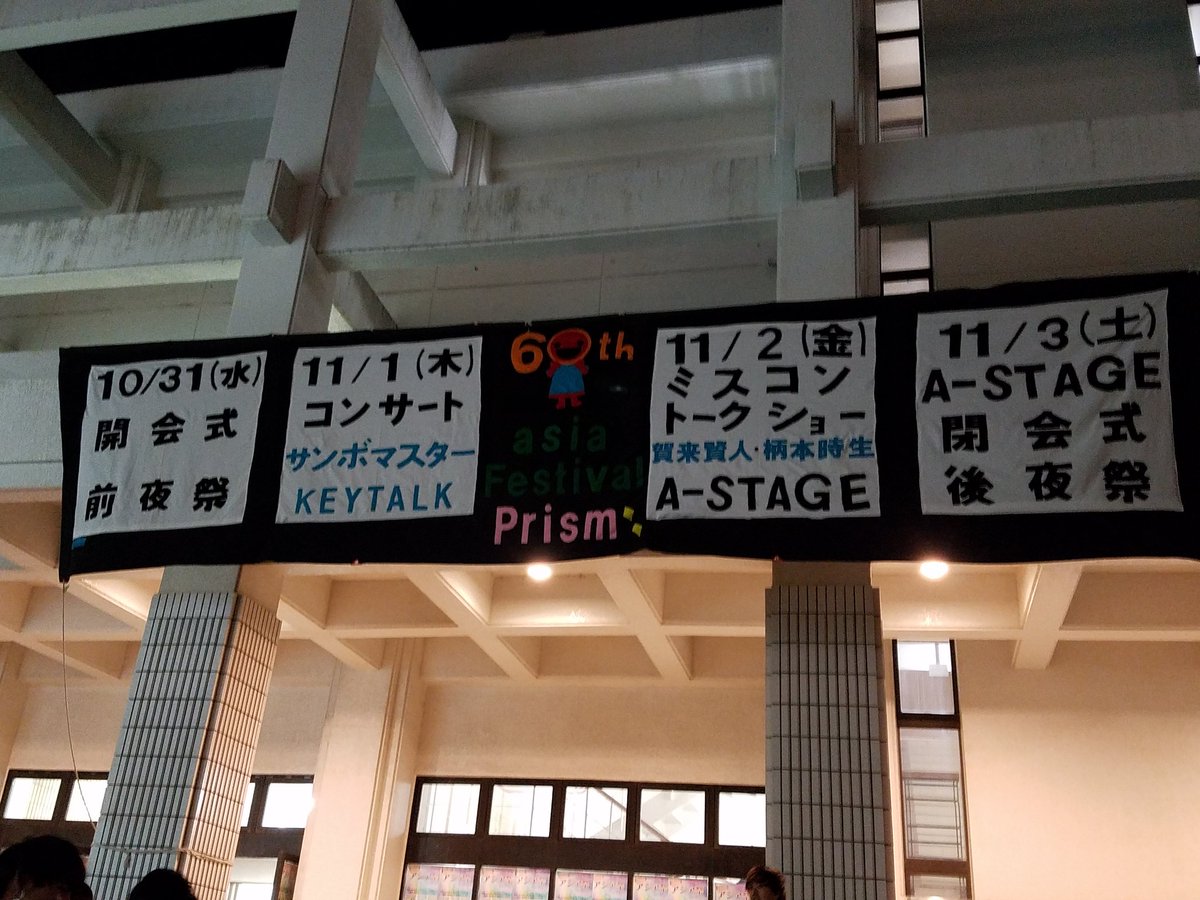 10/31(水)
開会式
前夜祭
11/1(木)
コンサート
サンボマスター
KEYTALK
60th
asia
Festival
Prism
11/2(金)
ミスコン
トークショー
賀来賢人・柄本時生
A-STAGE
11/3(土)
A-STAGE
閉会式
後夜祭